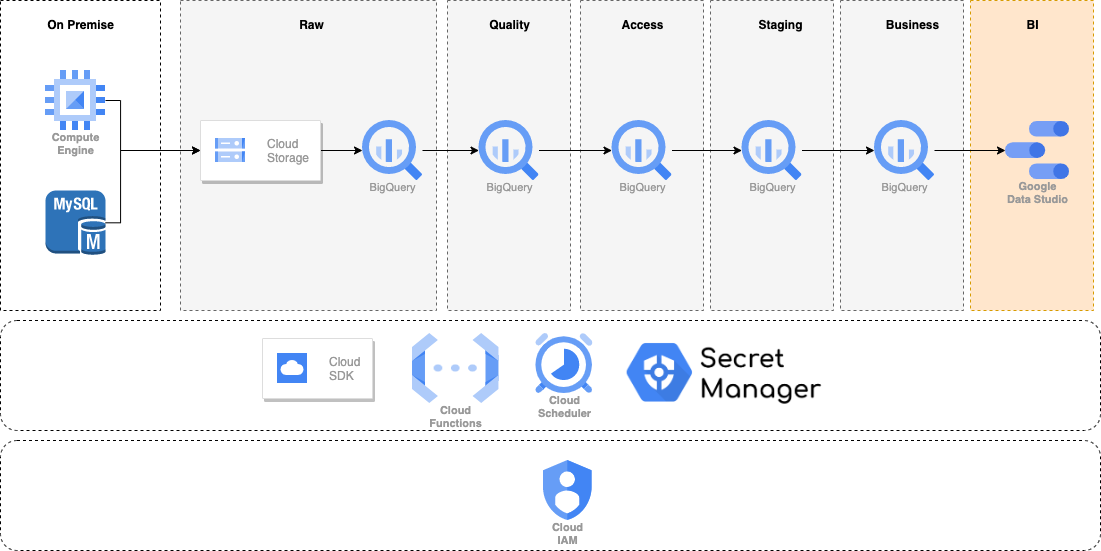 On Premise
Raw
Quality
Access
Staging
Business
BI
Compute
Engine
MySQL
M
Cloud
Storage
BigQuery
BigQuery
BigQuery
BigQuery
BigQuery
Google
Data Studio
Cloud
SDK
Cloud
Functions
Cloud
Scheduler
Secret
Manager
Cloud
IAM